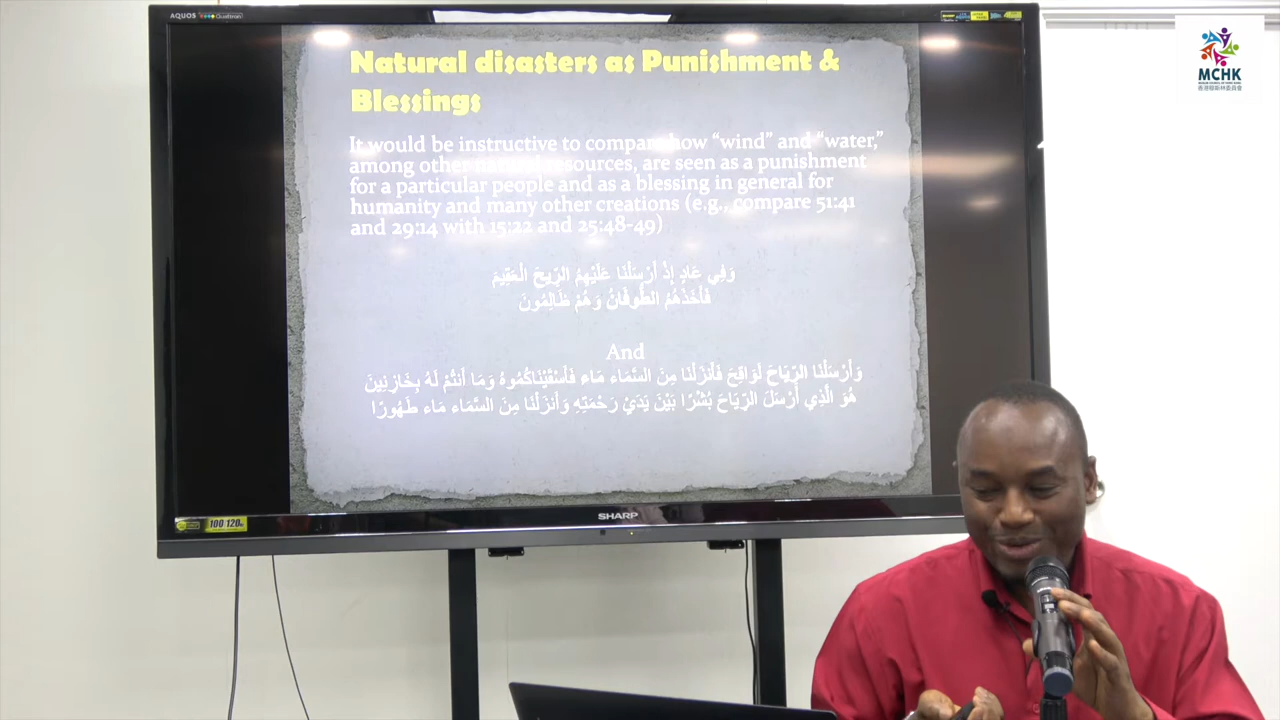 AQUOS Quattron
MCHK
Natural disasters as Punishment &
Blessings
It would be instructive to compare how “wind” and “water,”
among other natural resources, are seen as a punishment
for a particular people and as a blessing in general for
humanity and many other creations (e.g., compare 51:41
and 29:14 with 15:22 and 25:48-49)
وَفِي عَادٍ إِذْ أَرْسَلْنَا عَلَيْهِمُ الرِّيحَ الْعَقِيمَ
فَأَخَذَهُمُ الطُّوفَانُ وَهُمْ ظَالِمُونَ
And
وَأَرْسَلْنَا الرِّيَاحَ لَوَاقِحَ فَأَنزَلْنَا مِنَ السَّمَاء مَاء فَأَسْقَيْنَاكُمُوهُ وَمَا أَنتُمْ لَهُ بِخَازِنِينَ
هُوَ الَّذِي أَرْسَلَ الرِّيَاحَ بُشْرًا بَيْنَ يَدَيْ رَحْمَتِهِ وَأَنزَلْنَا مِنَ السَّمَاء مَاء طَهُورًا
SHARP
100/120